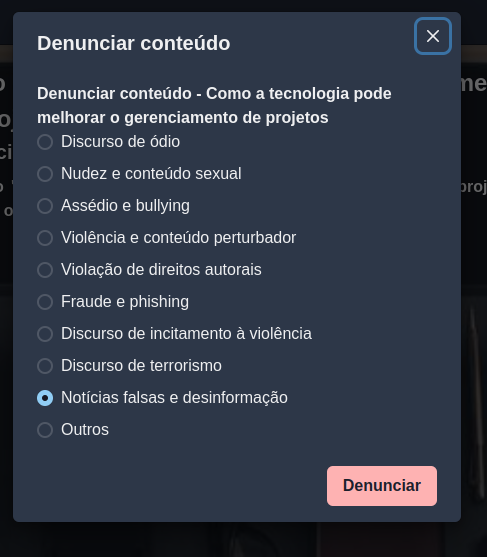 Denunciar conteúdo
Denunciar conteúdo - Como a tecnologia pode
melhorar o gerenciamento de projetos
Discurso de ódio
Nudez e conteúdo sexual
Assédio e bullying
Violência e conteúdo perturbador
Violação de direitos autorais
Fraude e phishing
Discurso de incitamento à violência
Discurso de terrorismo
Notícias falsas e desinformação
Outros
Denunciar